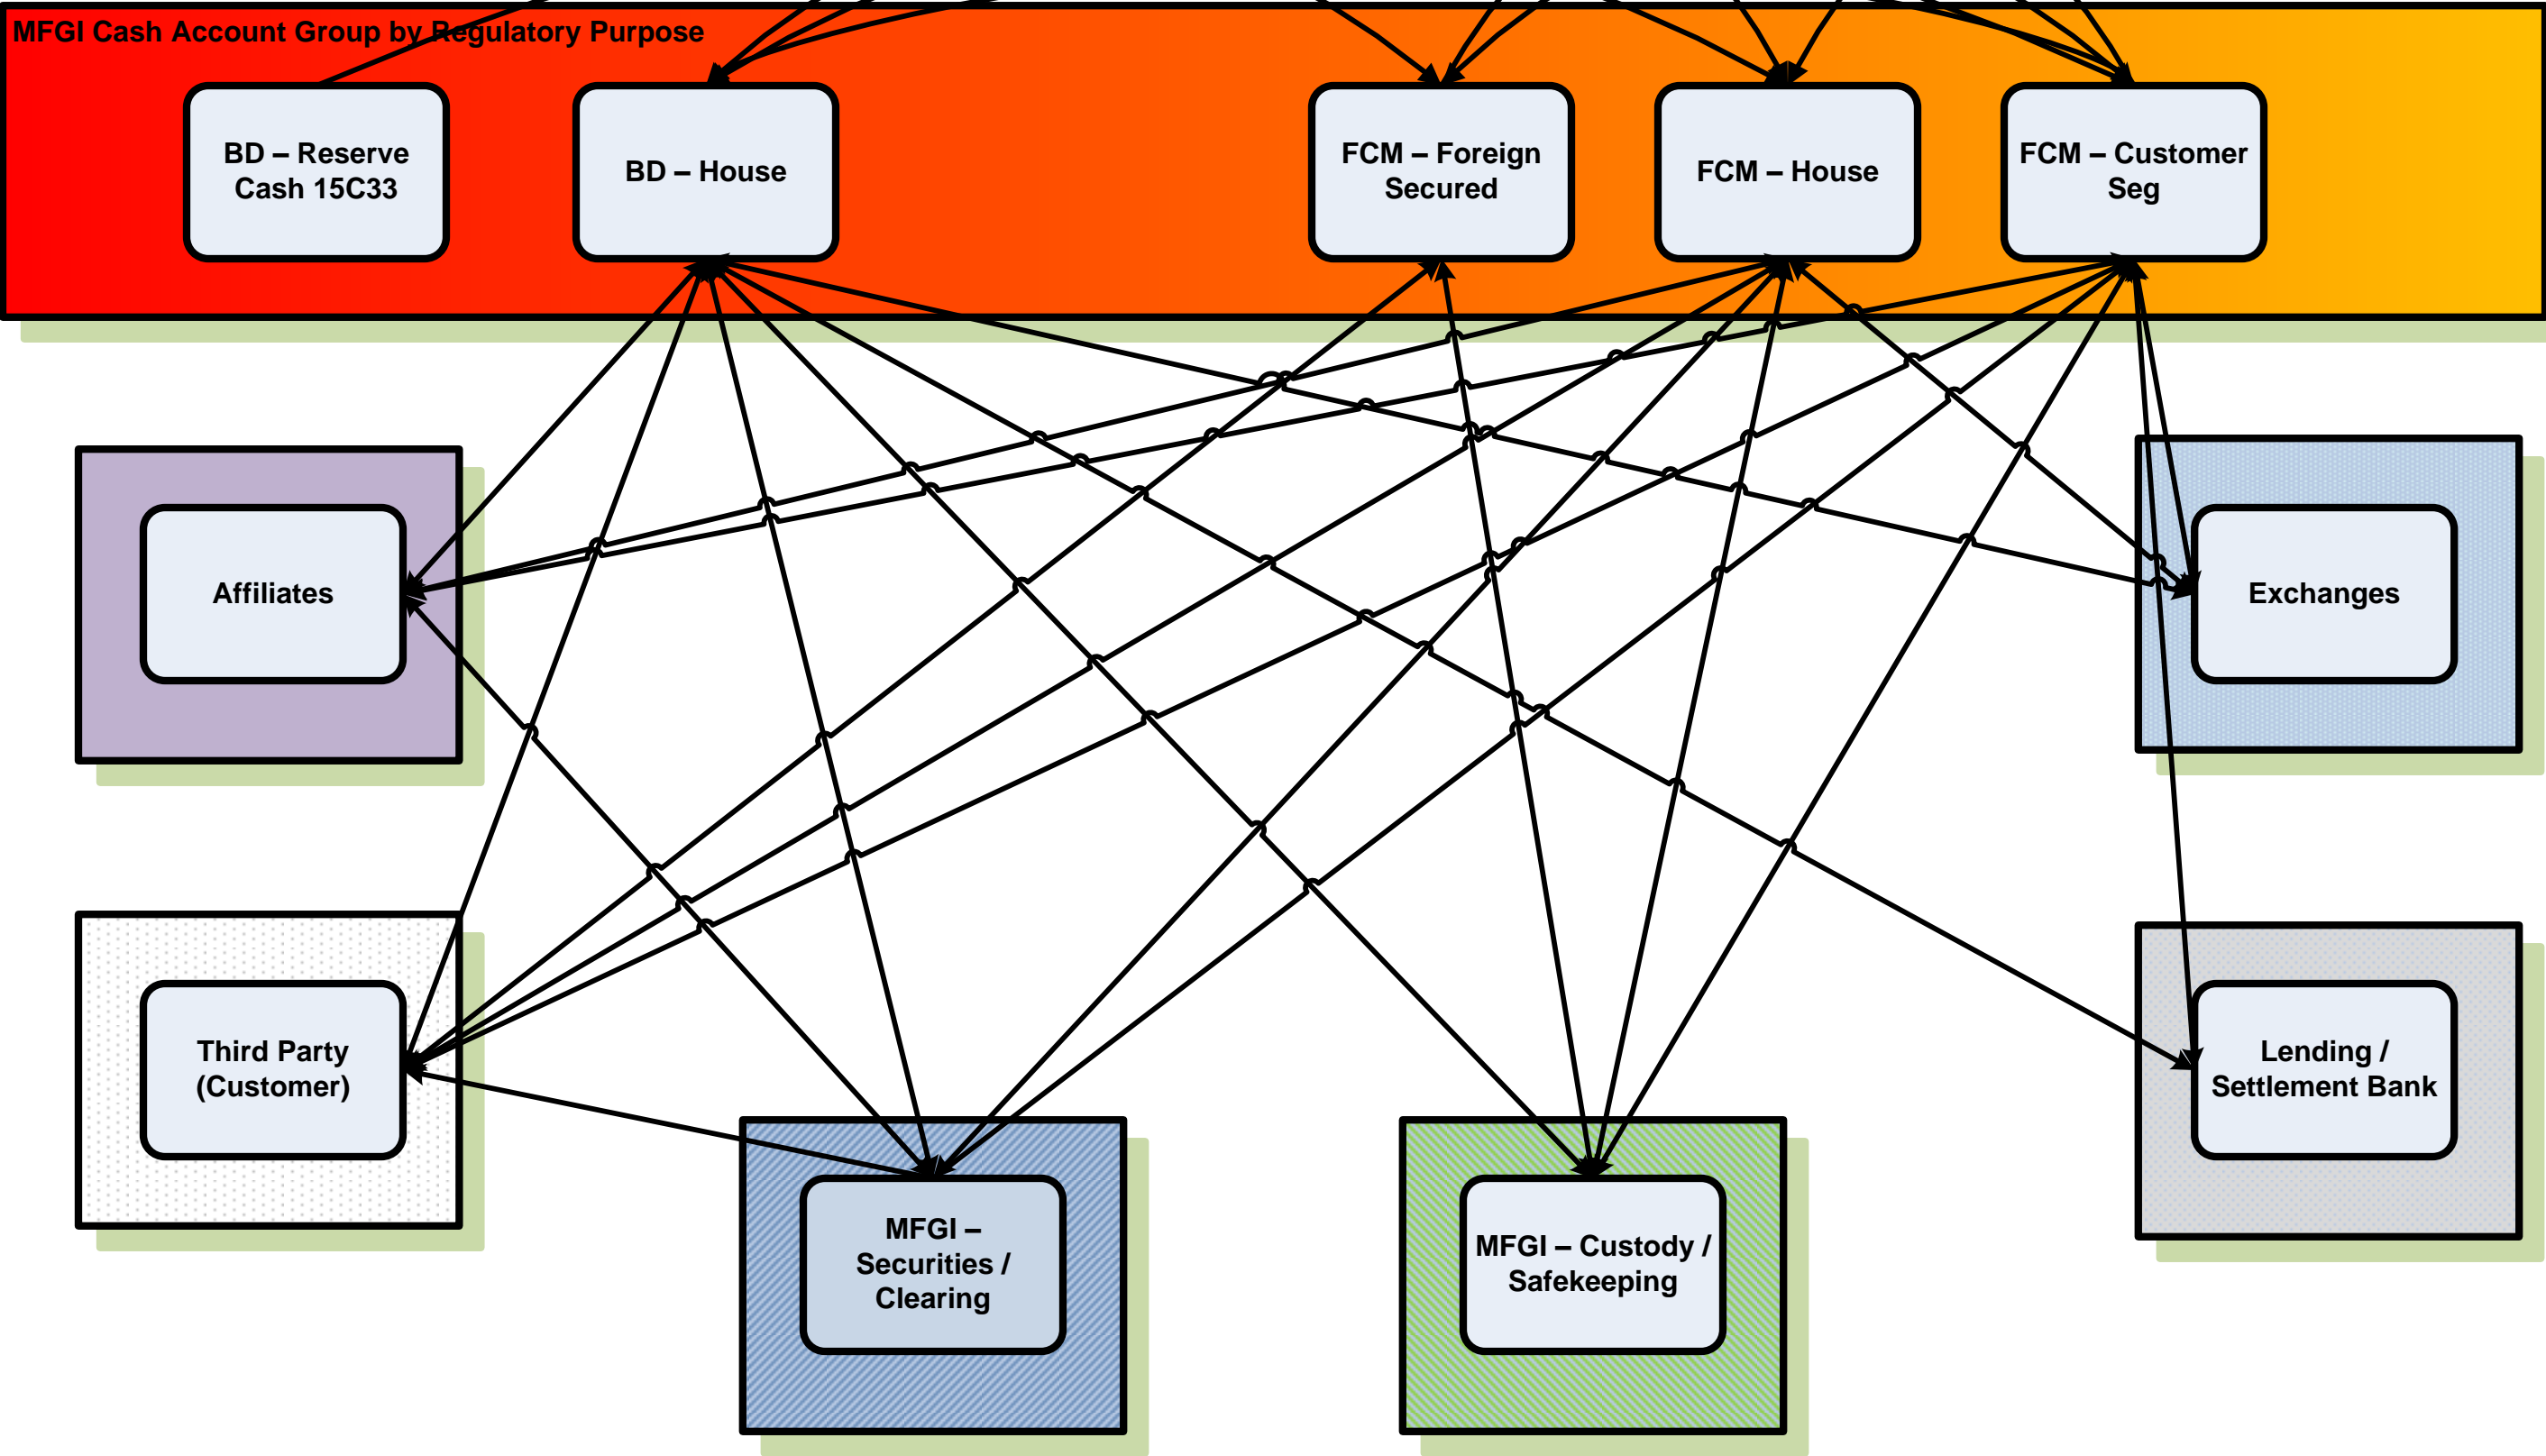 MFGI Cash Account Group by Regulatory Purpose
BD – Reserve
Cash 15C33
BD – House
FCM – Foreign
Secured
FCM – House
FCM – Customer
Seg
Affiliates
Exchanges
Third Party
(Customer)
Lending /
Settlement Bank
MFGI –
Securities /
Clearing
MFGI – Custody /
Safekeeping